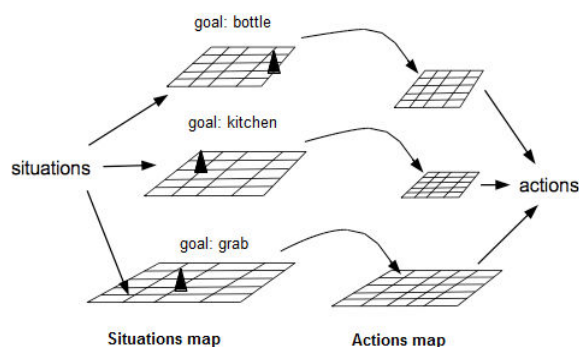 goal: bottle
goal: kitchen
situations
actions
goal: grab
Situations map
Actions map